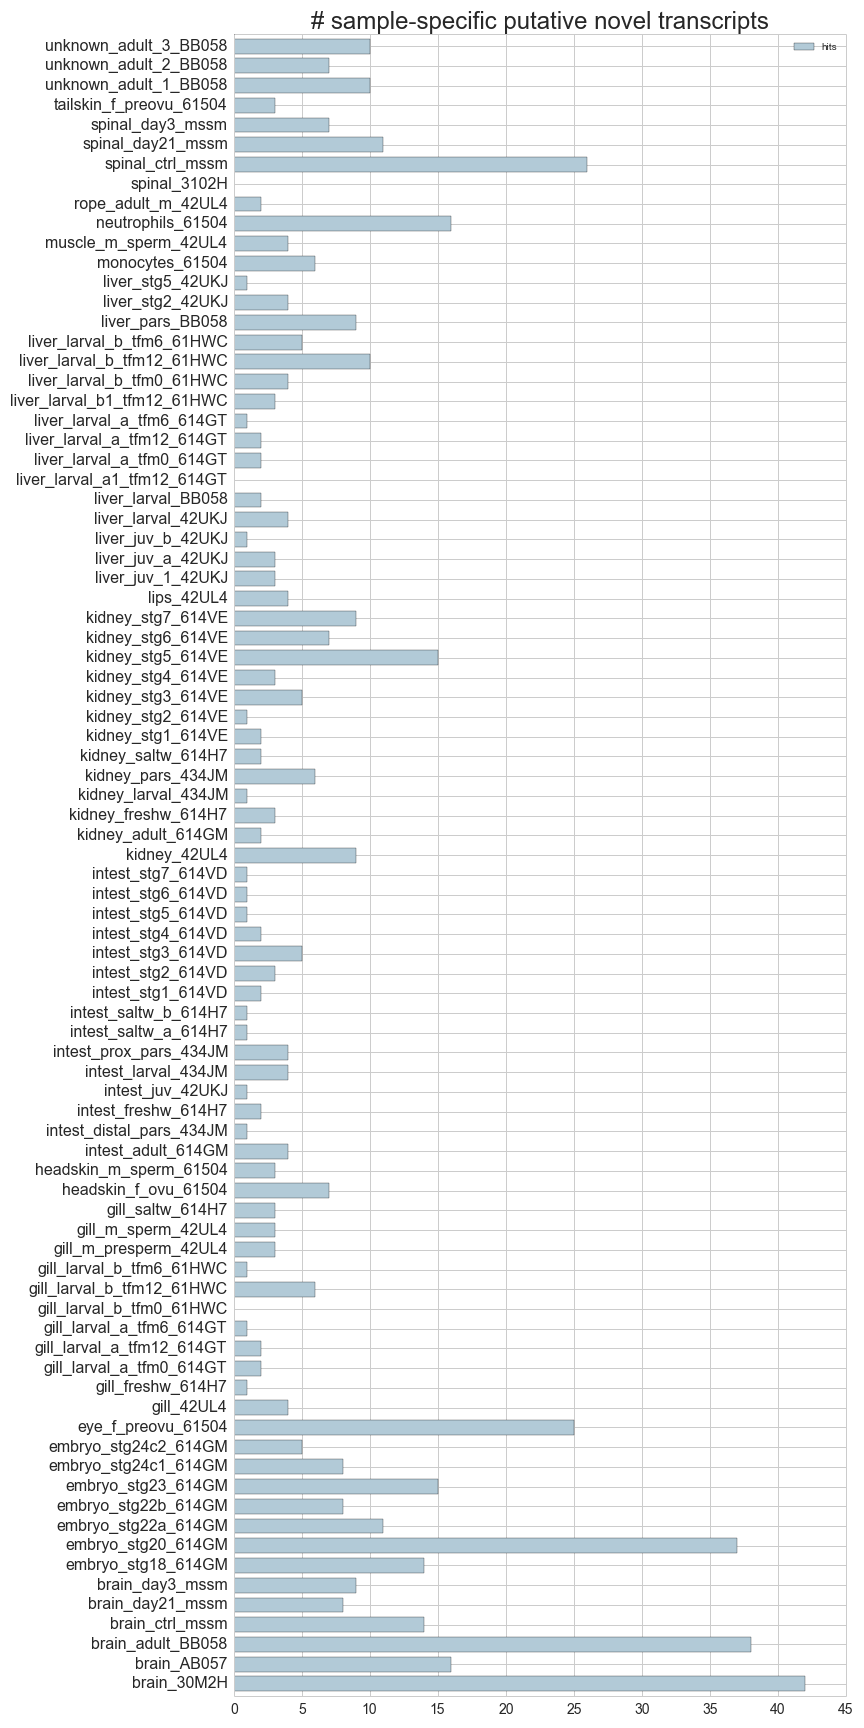 # sample-specific putative novel transcripts
hits
unknown_adult_3_BB058
unknown_adult_2_BB058
unknown_adult_1_BB058
tailskin_f_preovu_61504
spinal_day3_mssm
spinal_day21_mssm
spinal_ctrl_mssm
spinal_3102H
rope_adult_m_42UL4
neutrophils_61504
muscle_m_sperm_42UL4
monocytes_61504
liver_stg5_42UKJ
liver_stg2_42UKJ
liver_pars_BB058
liver_larval_b_tfm6_61HWC
liver_larval_b_tfm12_61HWC
liver_larval_b_tfm0_61HWC
liver_larval_b1_tfm12_61HWC
liver_larval_a_tfm6_614GT
liver_larval_a_tfm12_614GT
liver_larval_a_tfm0_614GT
liver_larval_a1_tfm12_614GT
liver_larval_BB058
liver_larval_42UKJ
liver_juv_b_42UKJ
liver_juv_a_42UKJ
liver_juv_1_42UKJ
lips_42UL4
kidney_stg7_614VE
kidney_stg6_614VE
kidney_stg5_614VE
kidney_stg4_614VE
kidney_stg3_614VE
kidney_stg2_614VE
kidney_stg1_614VE
kidney_saltw_614H7
kidney_pars_434JM
kidney_larval_434JM
kidney_freshw_614H7
kidney_adult_614GM
kidney_42UL4
intest_stg7_614VD
intest_stg6_614VD
intest_stg5_614VD
intest_stg4_614VD
intest_stg3_614VD
intest_stg2_614VD
intest_stg1_614VD
intest_saltw_b_614H7
intest_saltw_a_614H7
intest_prox_pars_434JM
intest_larval_434JM
intest_juv_42UKJ
intest_freshw_614H7
intest_distal_pars_434JM
intest_adult_614GM
headskin_m_sperm_61504
headskin_f_ovu_61504
gill_saltw_614H7
gill_m_sperm_42UL4
gill_m_presperm_42UL4
gill_larval_b_tfm6_61HWC
gill_larval_b_tfm12_61HWC
gill_larval_b_tfm0_61HWC
gill_larval_a_tfm6_614GT
gill_larval_a_tfm12_614GT
gill_larval_a_tfm0_614GT
gill_freshw_614H7
gill_42UL4
eye_f_preovu_61504
embryo_stg24c2_614GM
embryo_stg24c1_614GM
embryo_stg23_614GM
embryo_stg22b_614GM
embryo_stg22a_614GM
embryo_stg20_614GM
embryo_stg18_614GM
brain_day3_mssm
brain_day21_mssm
brain_ctrl_mssm
brain_adult_BB058
brain_AB057
brain_30M2H
0 5 10 15 20 25 30 35 40 45